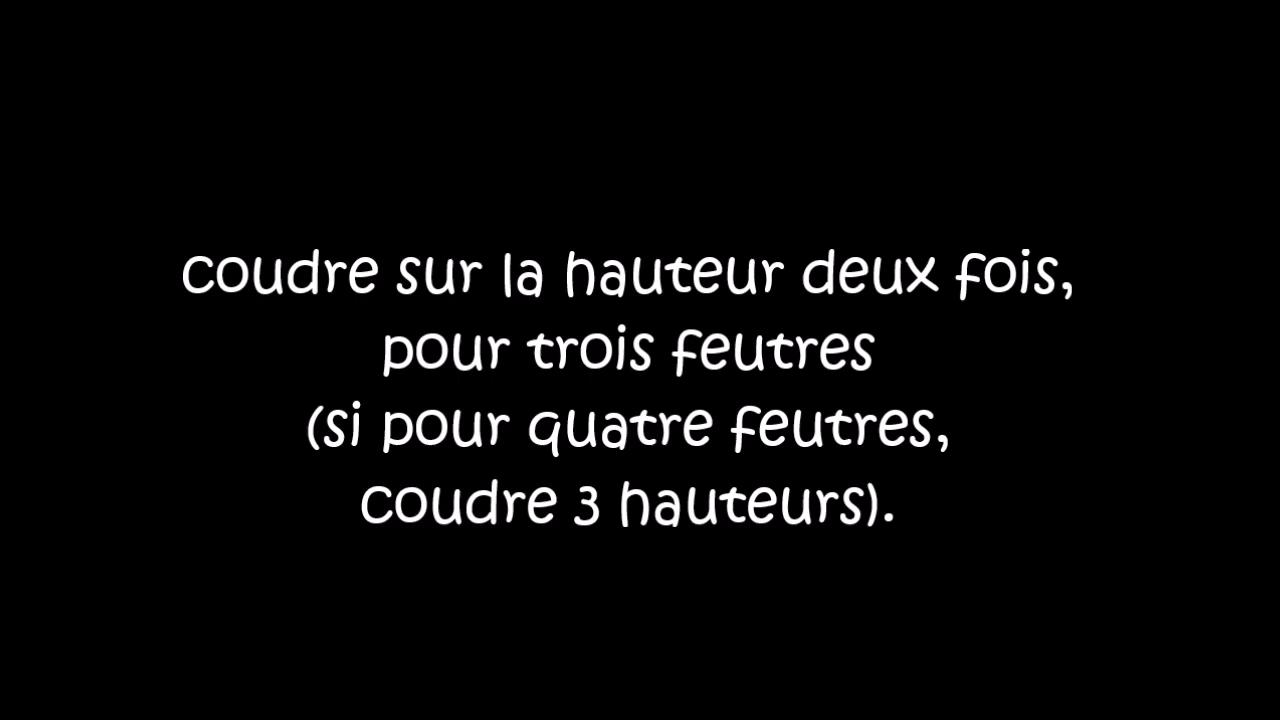 coudre sur la hauteur deux fois,
pour trois feutres
(si pour quatre feutres,
coudre 3 hauteurs).